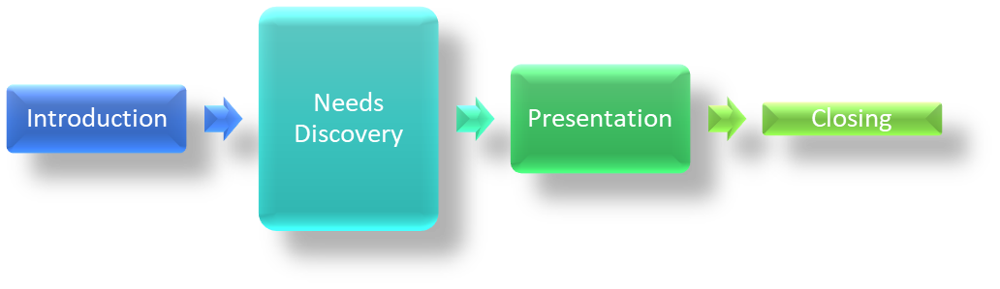 Introduction
Needs
Discovery
Presentation
Closing